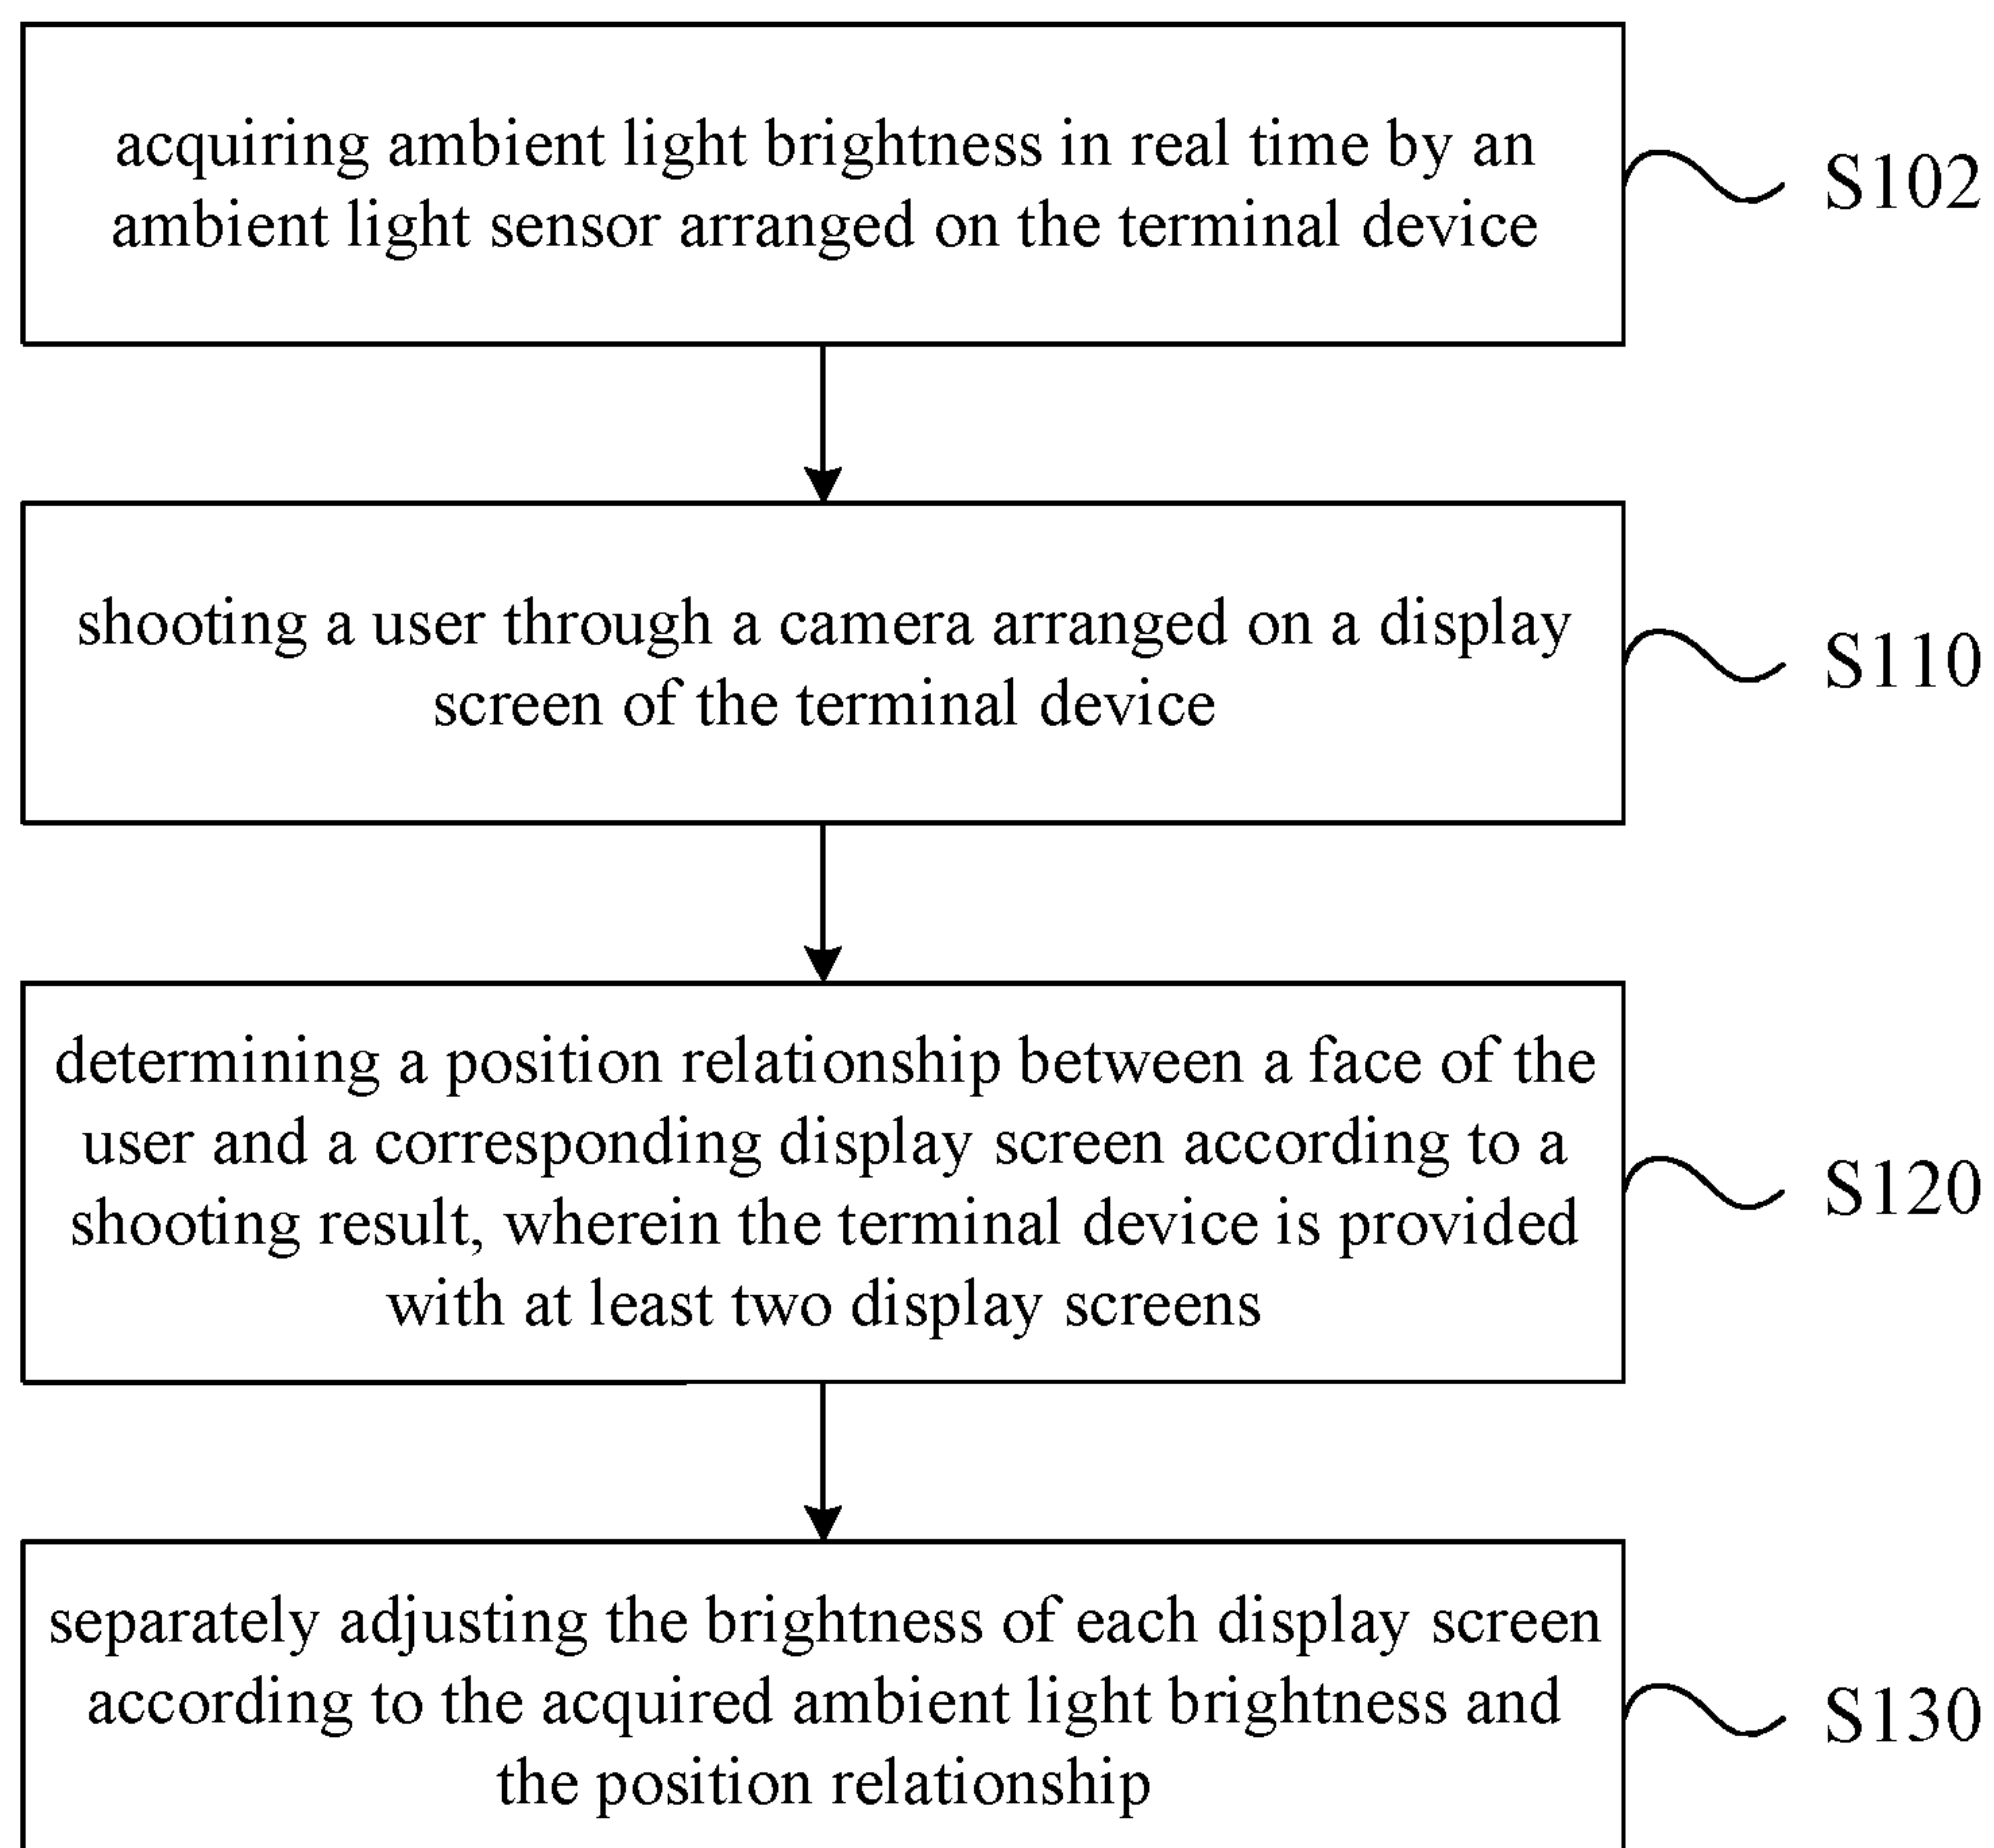 acquiring ambient light brightness in real time by an
ambient light sensor arranged on the terminal device
S102
shooting a user through a camera arranged on a display
screen of the terminal device
S110
determining a position relationship between a face of the
user and a corresponding display screen according to a
shooting result, wherein the terminal device is provided
with at least two display screens
S120
separately adjusting the brightness of each display screen
according to the acquired ambient light brightness and
the position relationship
S130